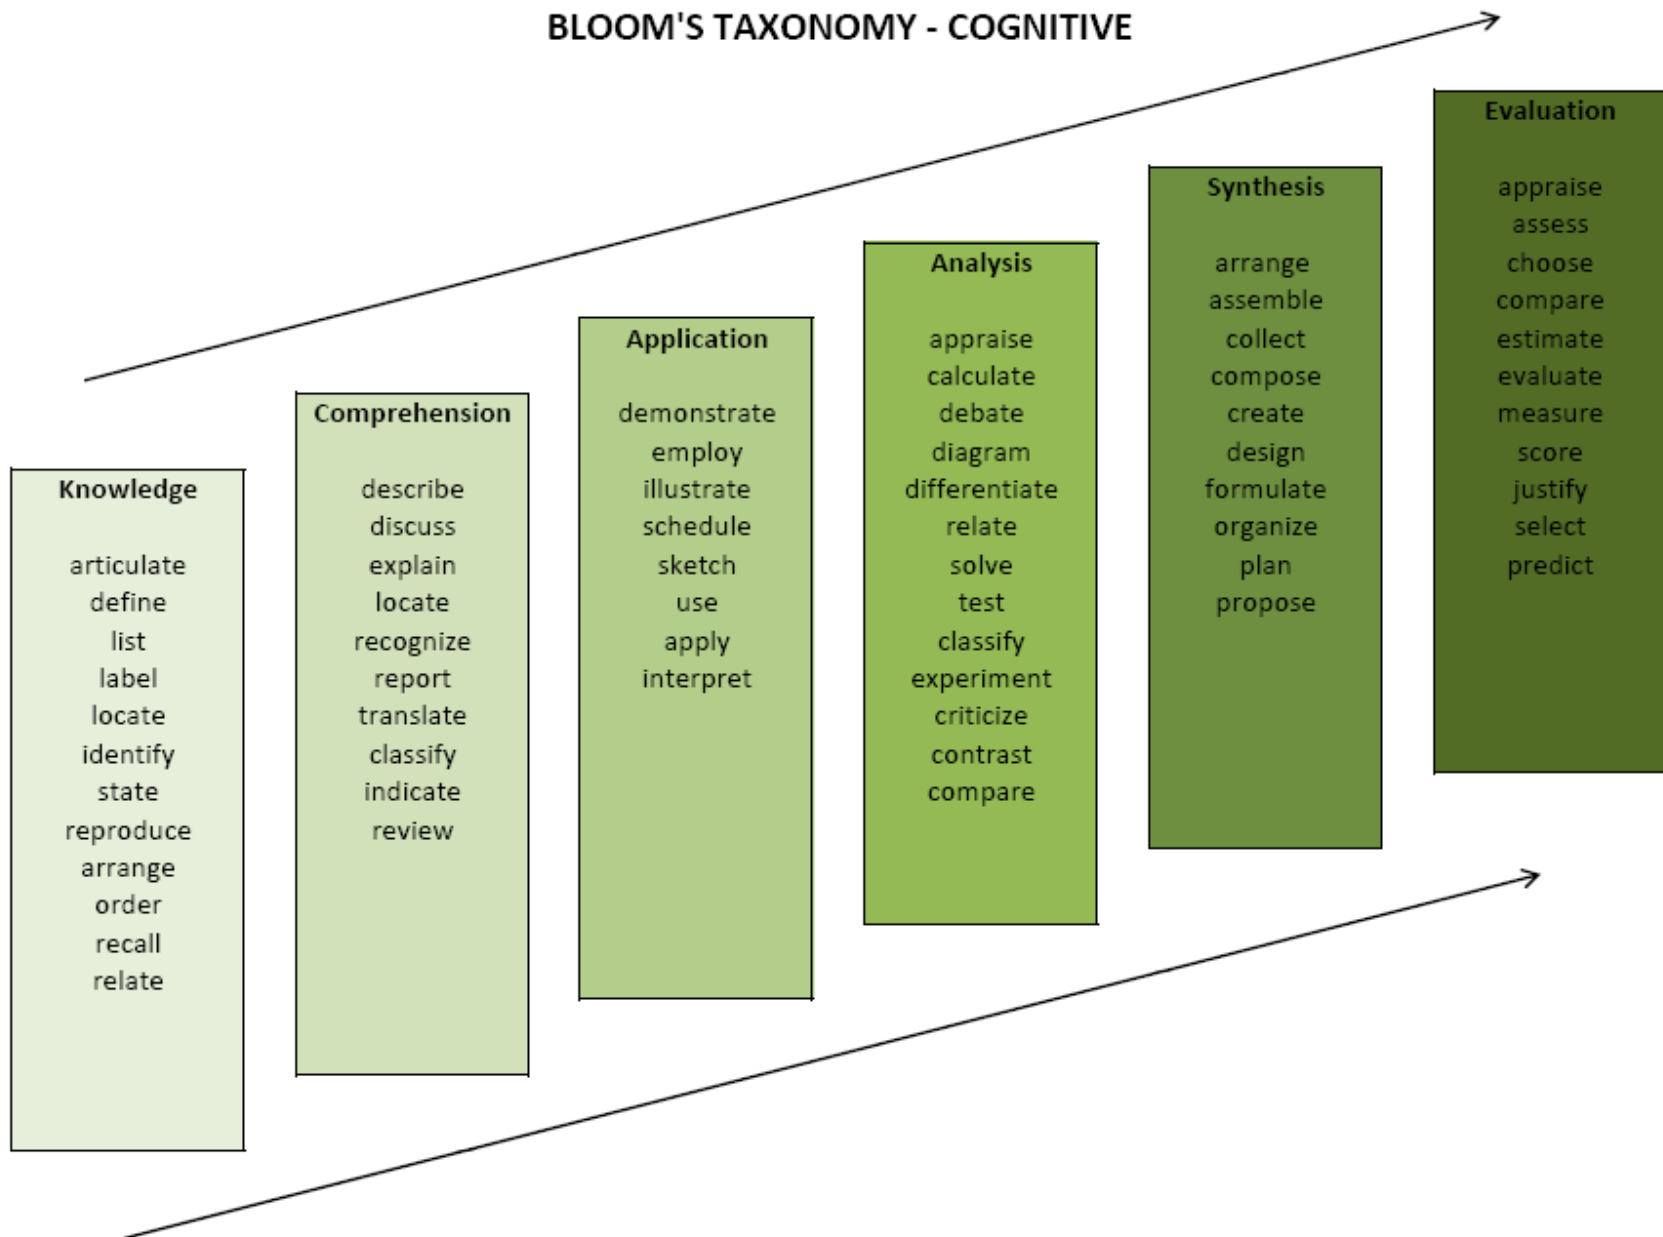 BLOOM'S TAXONOMY - COGNITIVE
Knowledge
articulate
define
list
label
locate
identify
state
reproduce
arrange
order
recall
relate
Comprehension
describe
discuss
explain
locate
recognize
report
translate
classify
indicate
review
Application
demonstrate
employ
illustrate
schedule
sketch
use
apply
interpret
Analysis
appraise
calculate
debate
diagram
differentiate
relate
solve
test
classify
experiment
criticize
contrast
compare
Synthesis
arrange
assemble
collect
compose
create
design
formulate
organize
plan
propose
Evaluation
appraise
assess
choose
compare
estimate
evaluate
measure
score
justify
select
predict